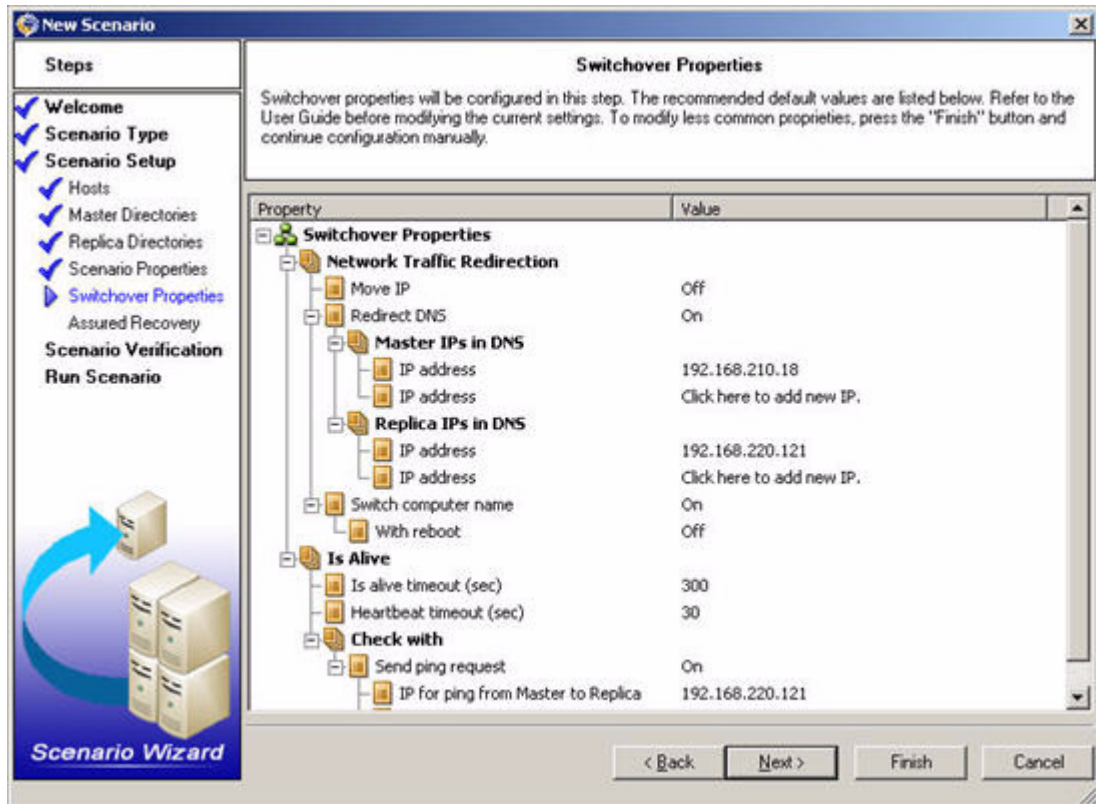 New Scenario
Steps
Welcome
Scenario Type
Scenario Setup
Hosts
Master Directories
Replica Directories
Scenario Properties
Switchover Properties
Assured Recovery
Scenario Verification
Run Scenario
Scenario Wizard
Switchover Properties
Switchover properties will be configured in this step. The recommended default values are listed below. Refer to the
User Guide before modifying the current settings. To modify less common proprieties, press the "Finish" button and
continue configuration manually.
Property Value
Switchover Properties
Network Traffic Redirection
Move IP Off
Redirect DNS On
Master IPs in DNS
IP address 192.168.210.18
IP address Click here to add new IP.
Replica IPs in DNS
IP address 192.168.220.121
IP address Click here to add new IP.
Switch computer name On
With reboot Off
Is Alive
Is alive timeout (sec) 300
Heartbeat timeout (sec) 30
Check with
Send ping request On
IP for ping from Master to Replica 192.168.220.121
< Back Next > Finish Cancel